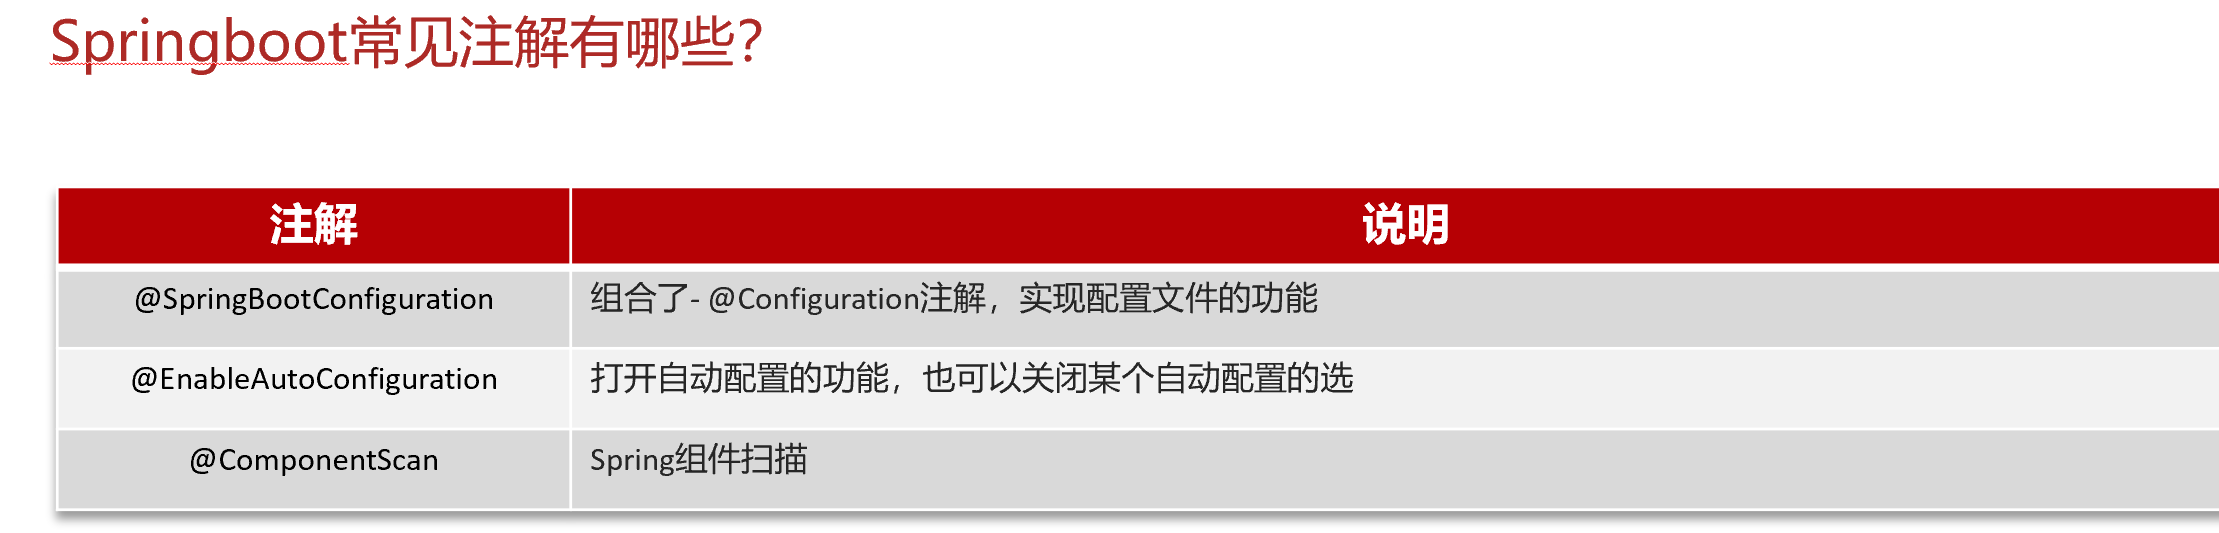 Springboot常见注解有哪些?
注解 说明
@SpringBootConfiguration 组合了- @Configuration注解，实现配置文件的功能
@EnableAutoConfiguration 打开自动配置的功能，也可以关闭某个自动配置的选
@ComponentScan Spring组件扫描